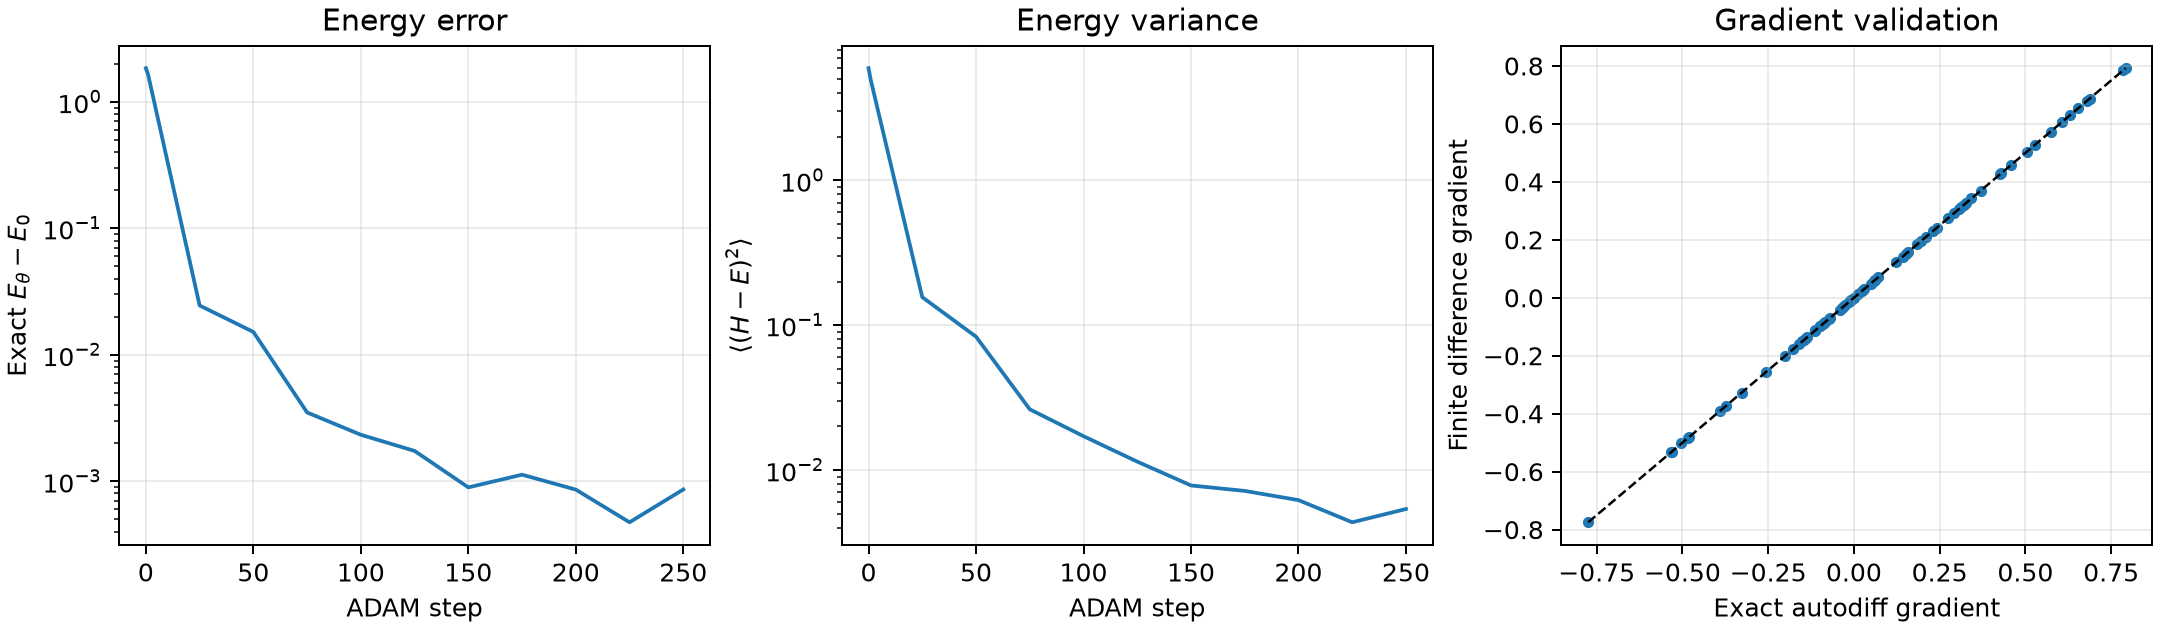 Energy error
Exact $E_\theta - E_0$
10⁰
10⁻¹
10⁻²
10⁻³
0 50 100 150 200 250
ADAM step
Energy variance
⟨(H − E)²⟩
10⁰
10⁻¹
10⁻²
0 50 100 150 200 250
ADAM step
Gradient validation
Finite difference gradient
0.8
0.6
0.4
0.2
0.0
−0.2
−0.4
−0.6
−0.8
−0.75 −0.50 −0.25 0.00 0.25 0.50 0.75
Exact autodiff gradient